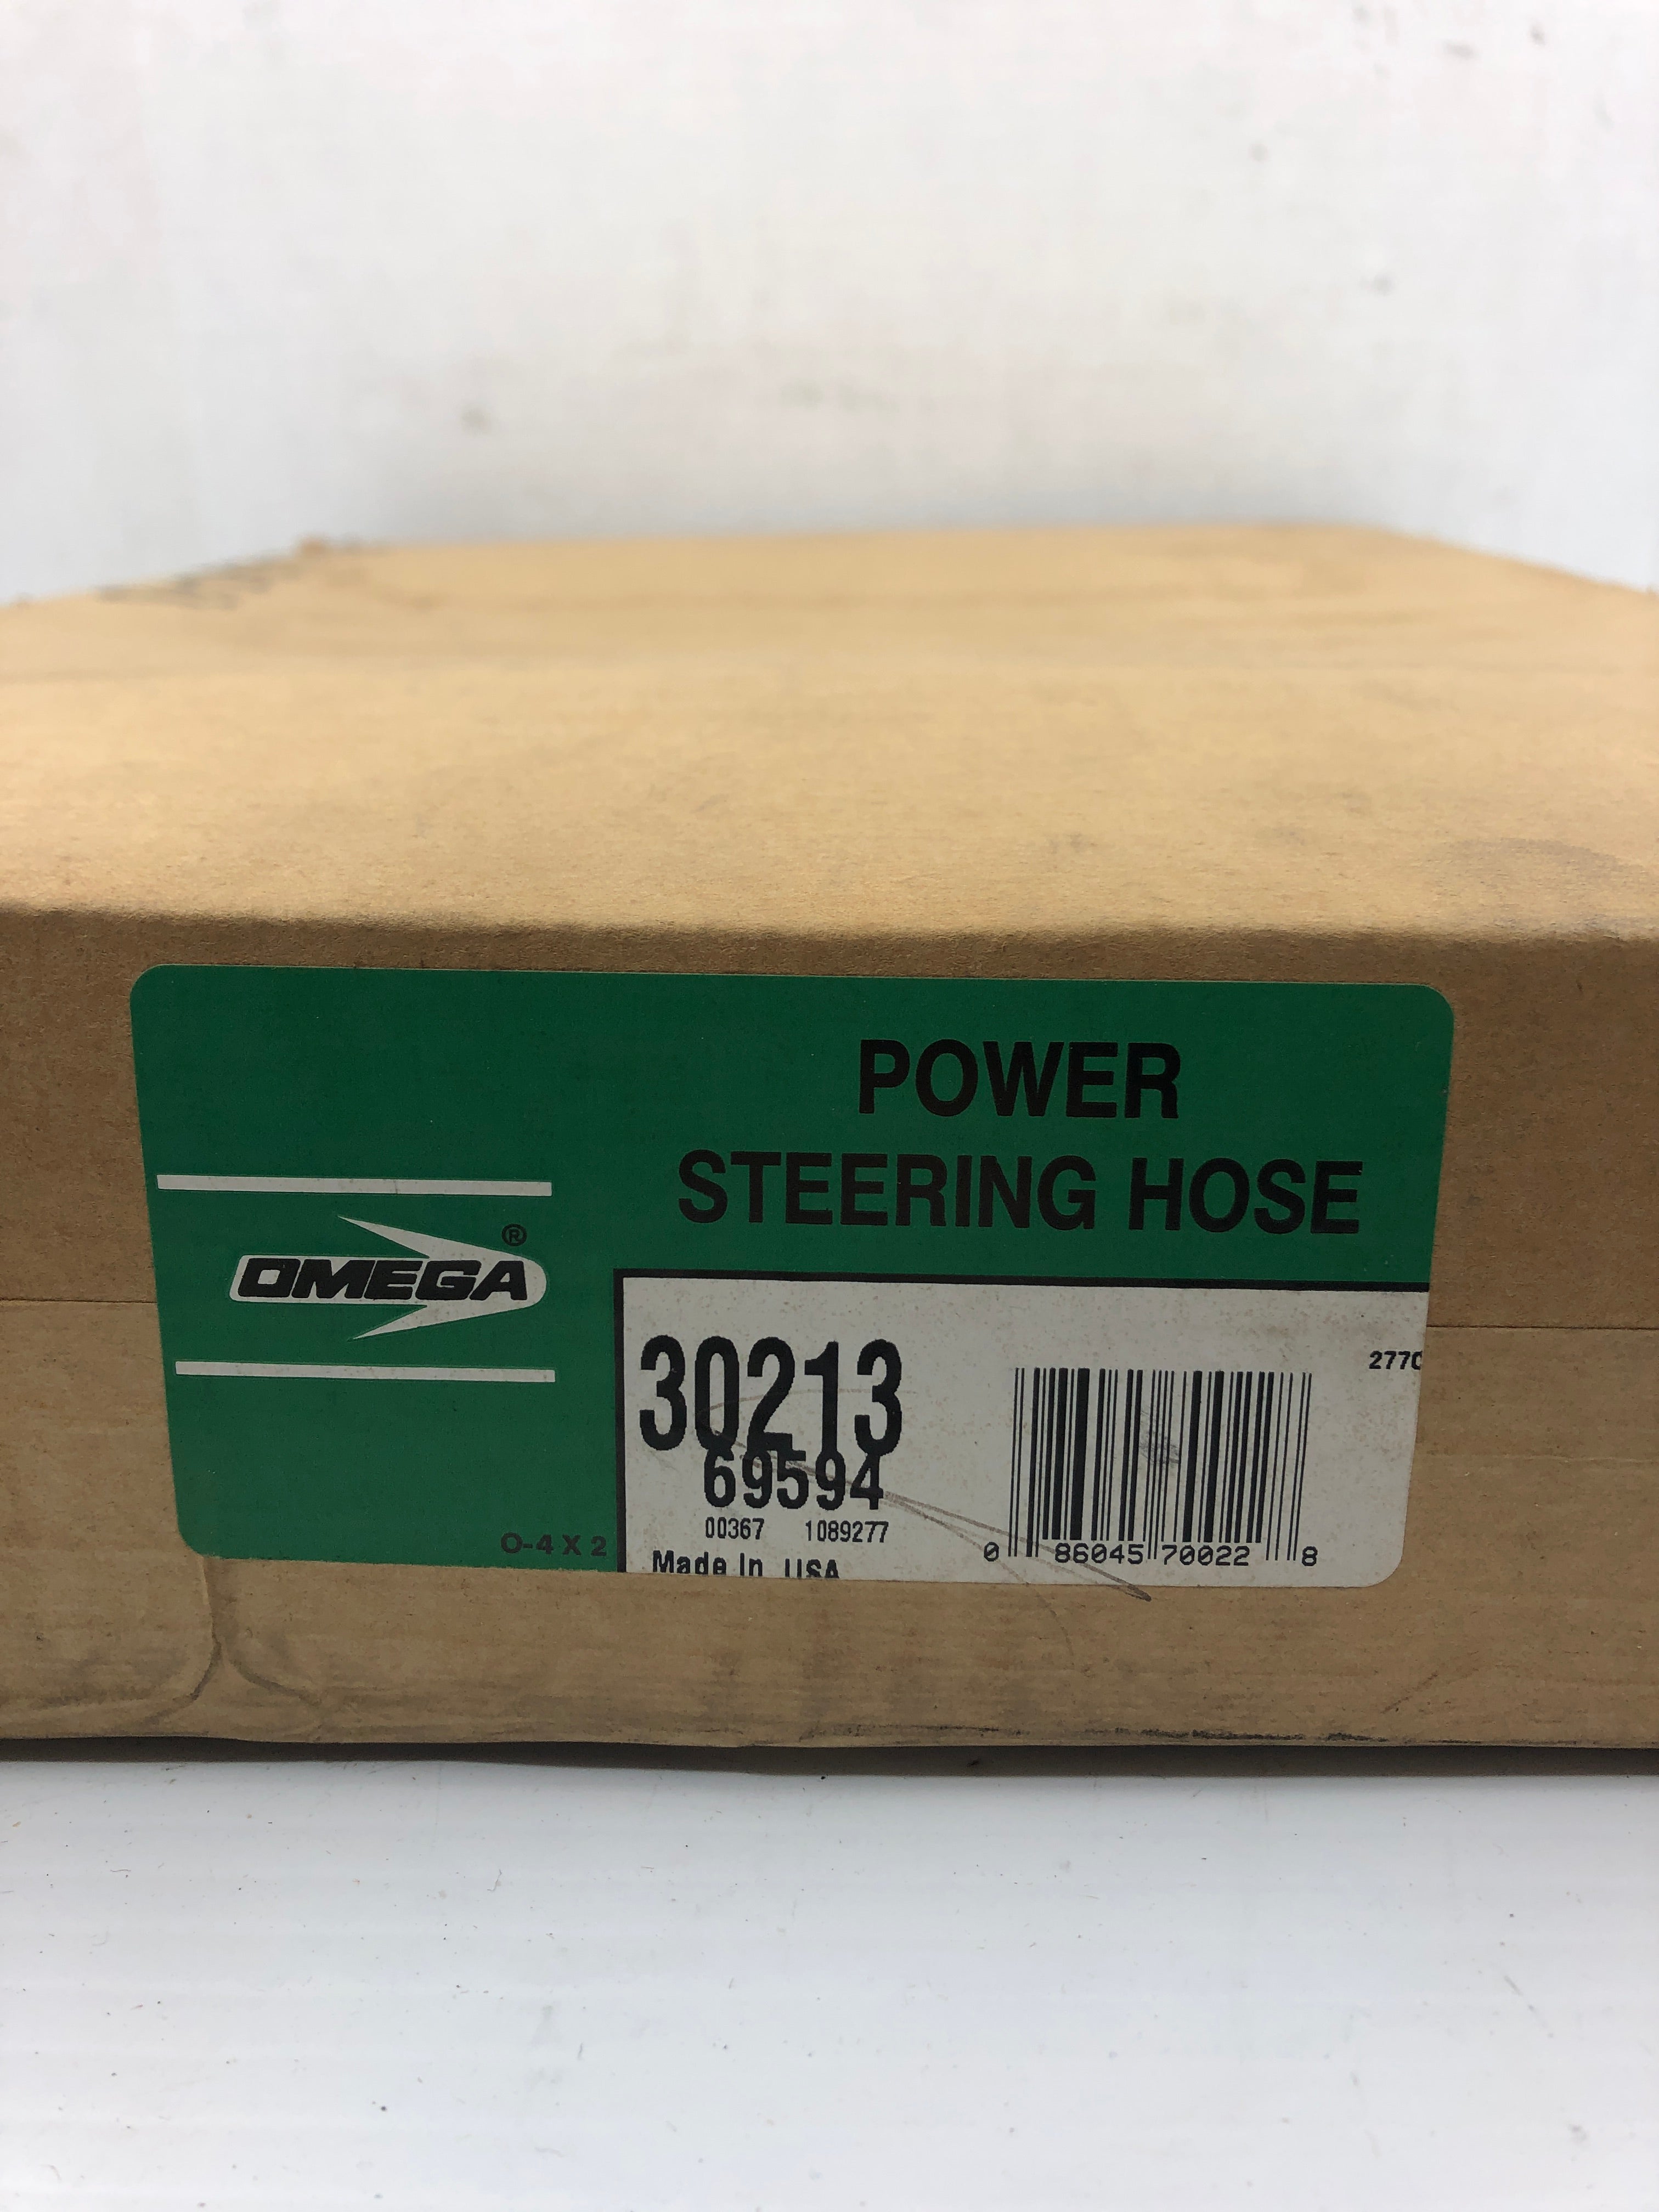 POWER
STEERING HOSE
OMEGA®
30213
69594
00367 1089277
Made In USA
O-4 X 2
277C
0 86045 70022 8